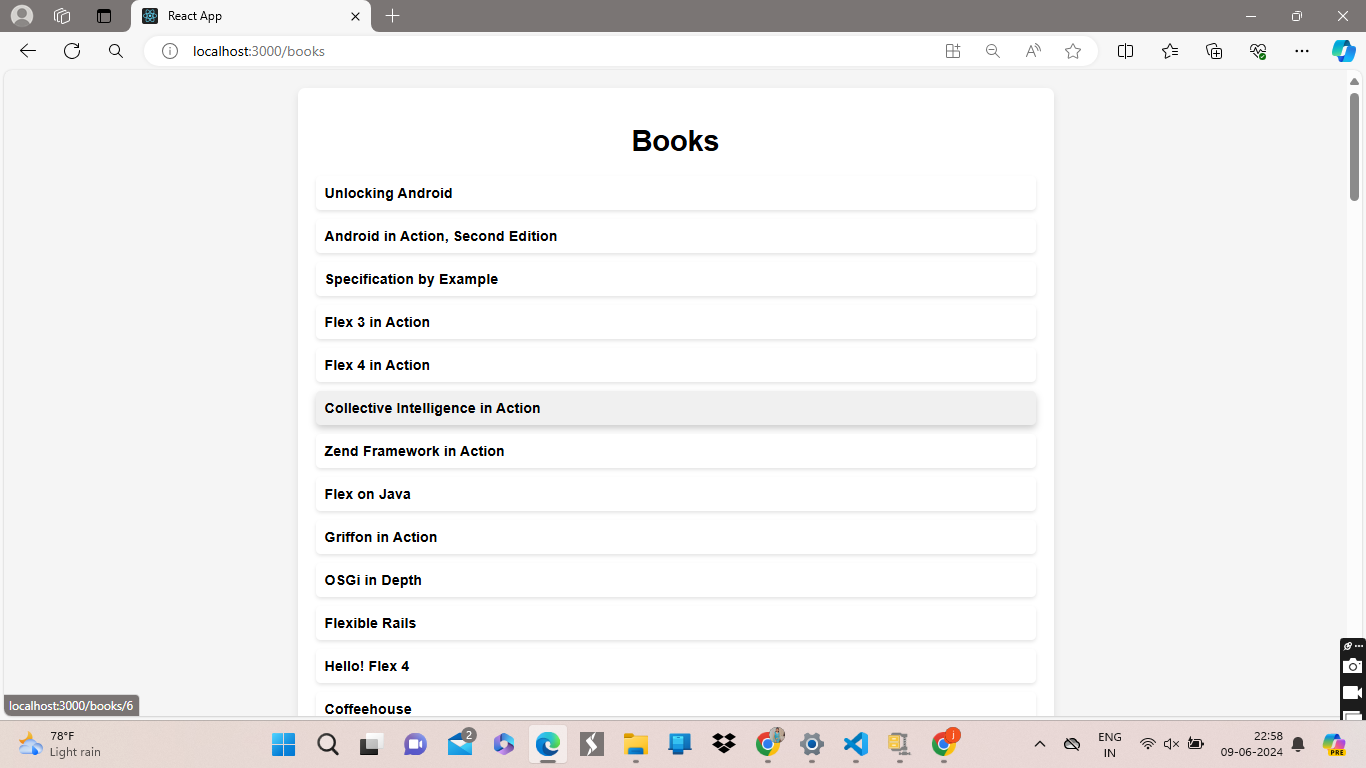 React App
localhost:3000/books
Books
Unlocking Android
Android in Action, Second Edition
Specification by Example
Flex 3 in Action
Flex 4 in Action
Collective Intelligence in Action
Zend Framework in Action
Flex on Java
Griffon in Action
OSGi in Depth
Flexible Rails
Hello! Flex 4
Coffeehouse
localhost:3000/books/6
78°F
Light rain
2
j
ENG
IN
22:58
09-06-2024
PRE